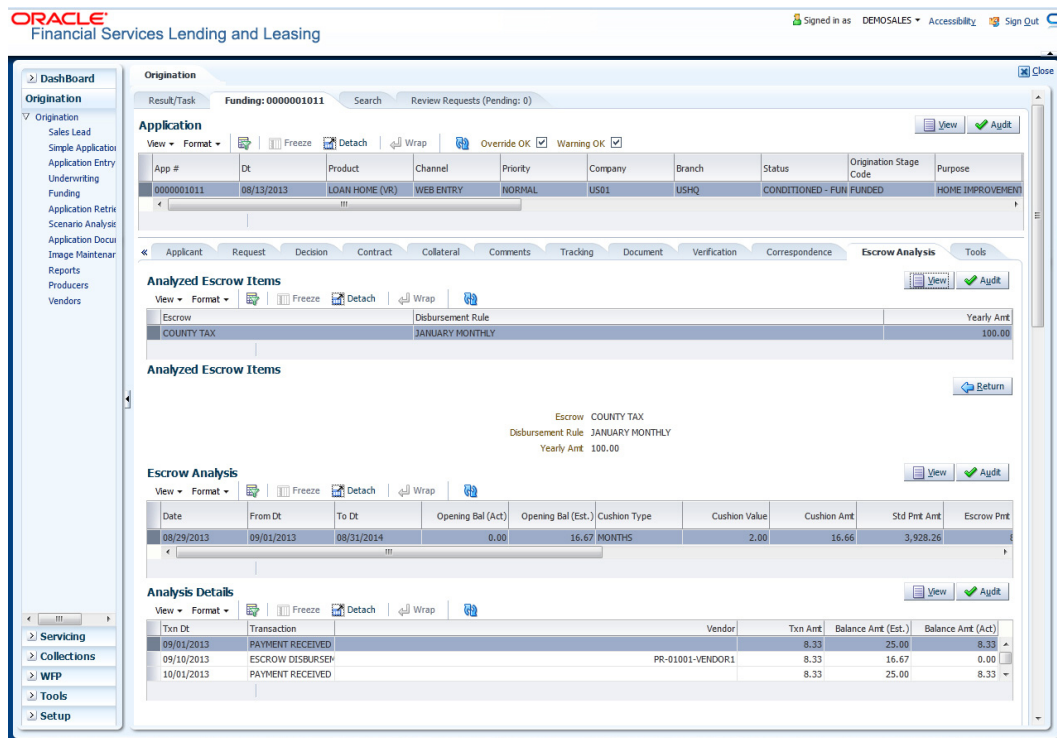 ORACLE
Financial Services Lending and Leasing
Signed in as DEMOSALES Accessibility Sign Out
Close
DashBoard
Origination
Origination
Sales Lead
Simple Application
Application Entry
Underwriting
Funding
Application Retrie
Scenario Analysis
Application Docu
Image Maintenan
Reports
Producers
Vendors
Servicing
Collections
WFP
Tools
Setup
Origination
Result/Task Funding: 0000001011 Search Review Requests (Pending: 0)
Application View Audit
View Format Freeze Detach Wrap Override OK Warning OK
App # Dt Product Channel Priority Company Branch Status Origination Stage Code Purpose
0000001011 08/13/2013 LOAN HOME (VR) WEB ENTRY NORMAL US01 USHQ CONDITIONED - FUN FUNDED HOME IMPROVEMENT
« Applicant Request Decision Contract Collateral Comments Tracking Document Verification Correspondence Escrow Analysis Tools
Analyzed Escrow Items View Audit
View Format Freeze Detach Wrap
Escrow Disbursement Rule Yearly Amt
COUNTY TAX JANUARY MONTHLY 100.00
Analyzed Escrow Items
Return
Escrow COUNTY TAX
Disbursement Rule JANUARY MONTHLY
Yearly Amt 100.00
Escrow Analysis View Audit
View Format Freeze Detach Wrap
Date From Dt To Dt Opening Bal (Act) Opening Bal (Est.) Cushion Type Cushion Value Cushion Amt Std Pmt Amt Escrow Pmt
08/29/2013 09/01/2013 08/31/2014 0.00 16.67 MONTHS 2.00 16.66 3,928.26
Analysis Details View Audit
View Format Freeze Detach Wrap
Txn Dt Transaction Vendor Txn Amt Balance Amt (Est.) Balance Amt (Act)
09/01/2013 PAYMENT RECEIVED 8.33 25.00 8.33
09/10/2013 ESCROW DISBURSEM PR-01001-VENDOR1 8.33 16.67 0.00
10/01/2013 PAYMENT RECEIVED 8.33 25.00 8.33